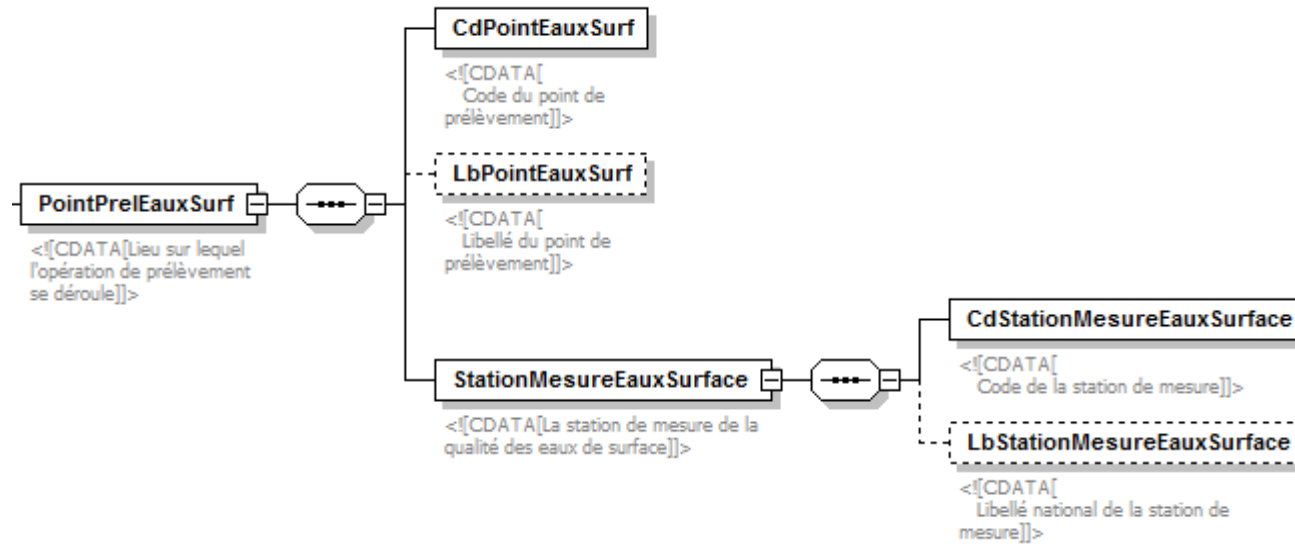 CdPointEauxSurf
<![CDATA[
Code du point de
prélèvement]]>
LbPointEauxSurf
<![CDATA[
Libellé du point de
prélèvement]]>
PointPrelEauxSurf
<![CDATA[Lieu sur lequel
l'opération de prélèvement
se déroule]]>
StationMesureEauxSurface
<![CDATA[La station de mesure de la
qualité des eaux de surface]]>
CdStationMesureEauxSurface
<![CDATA[
Code de la station de mesure]]>
LbStationMesureEauxSurface
<![CDATA[
Libellé national de la station de
mesure]]>